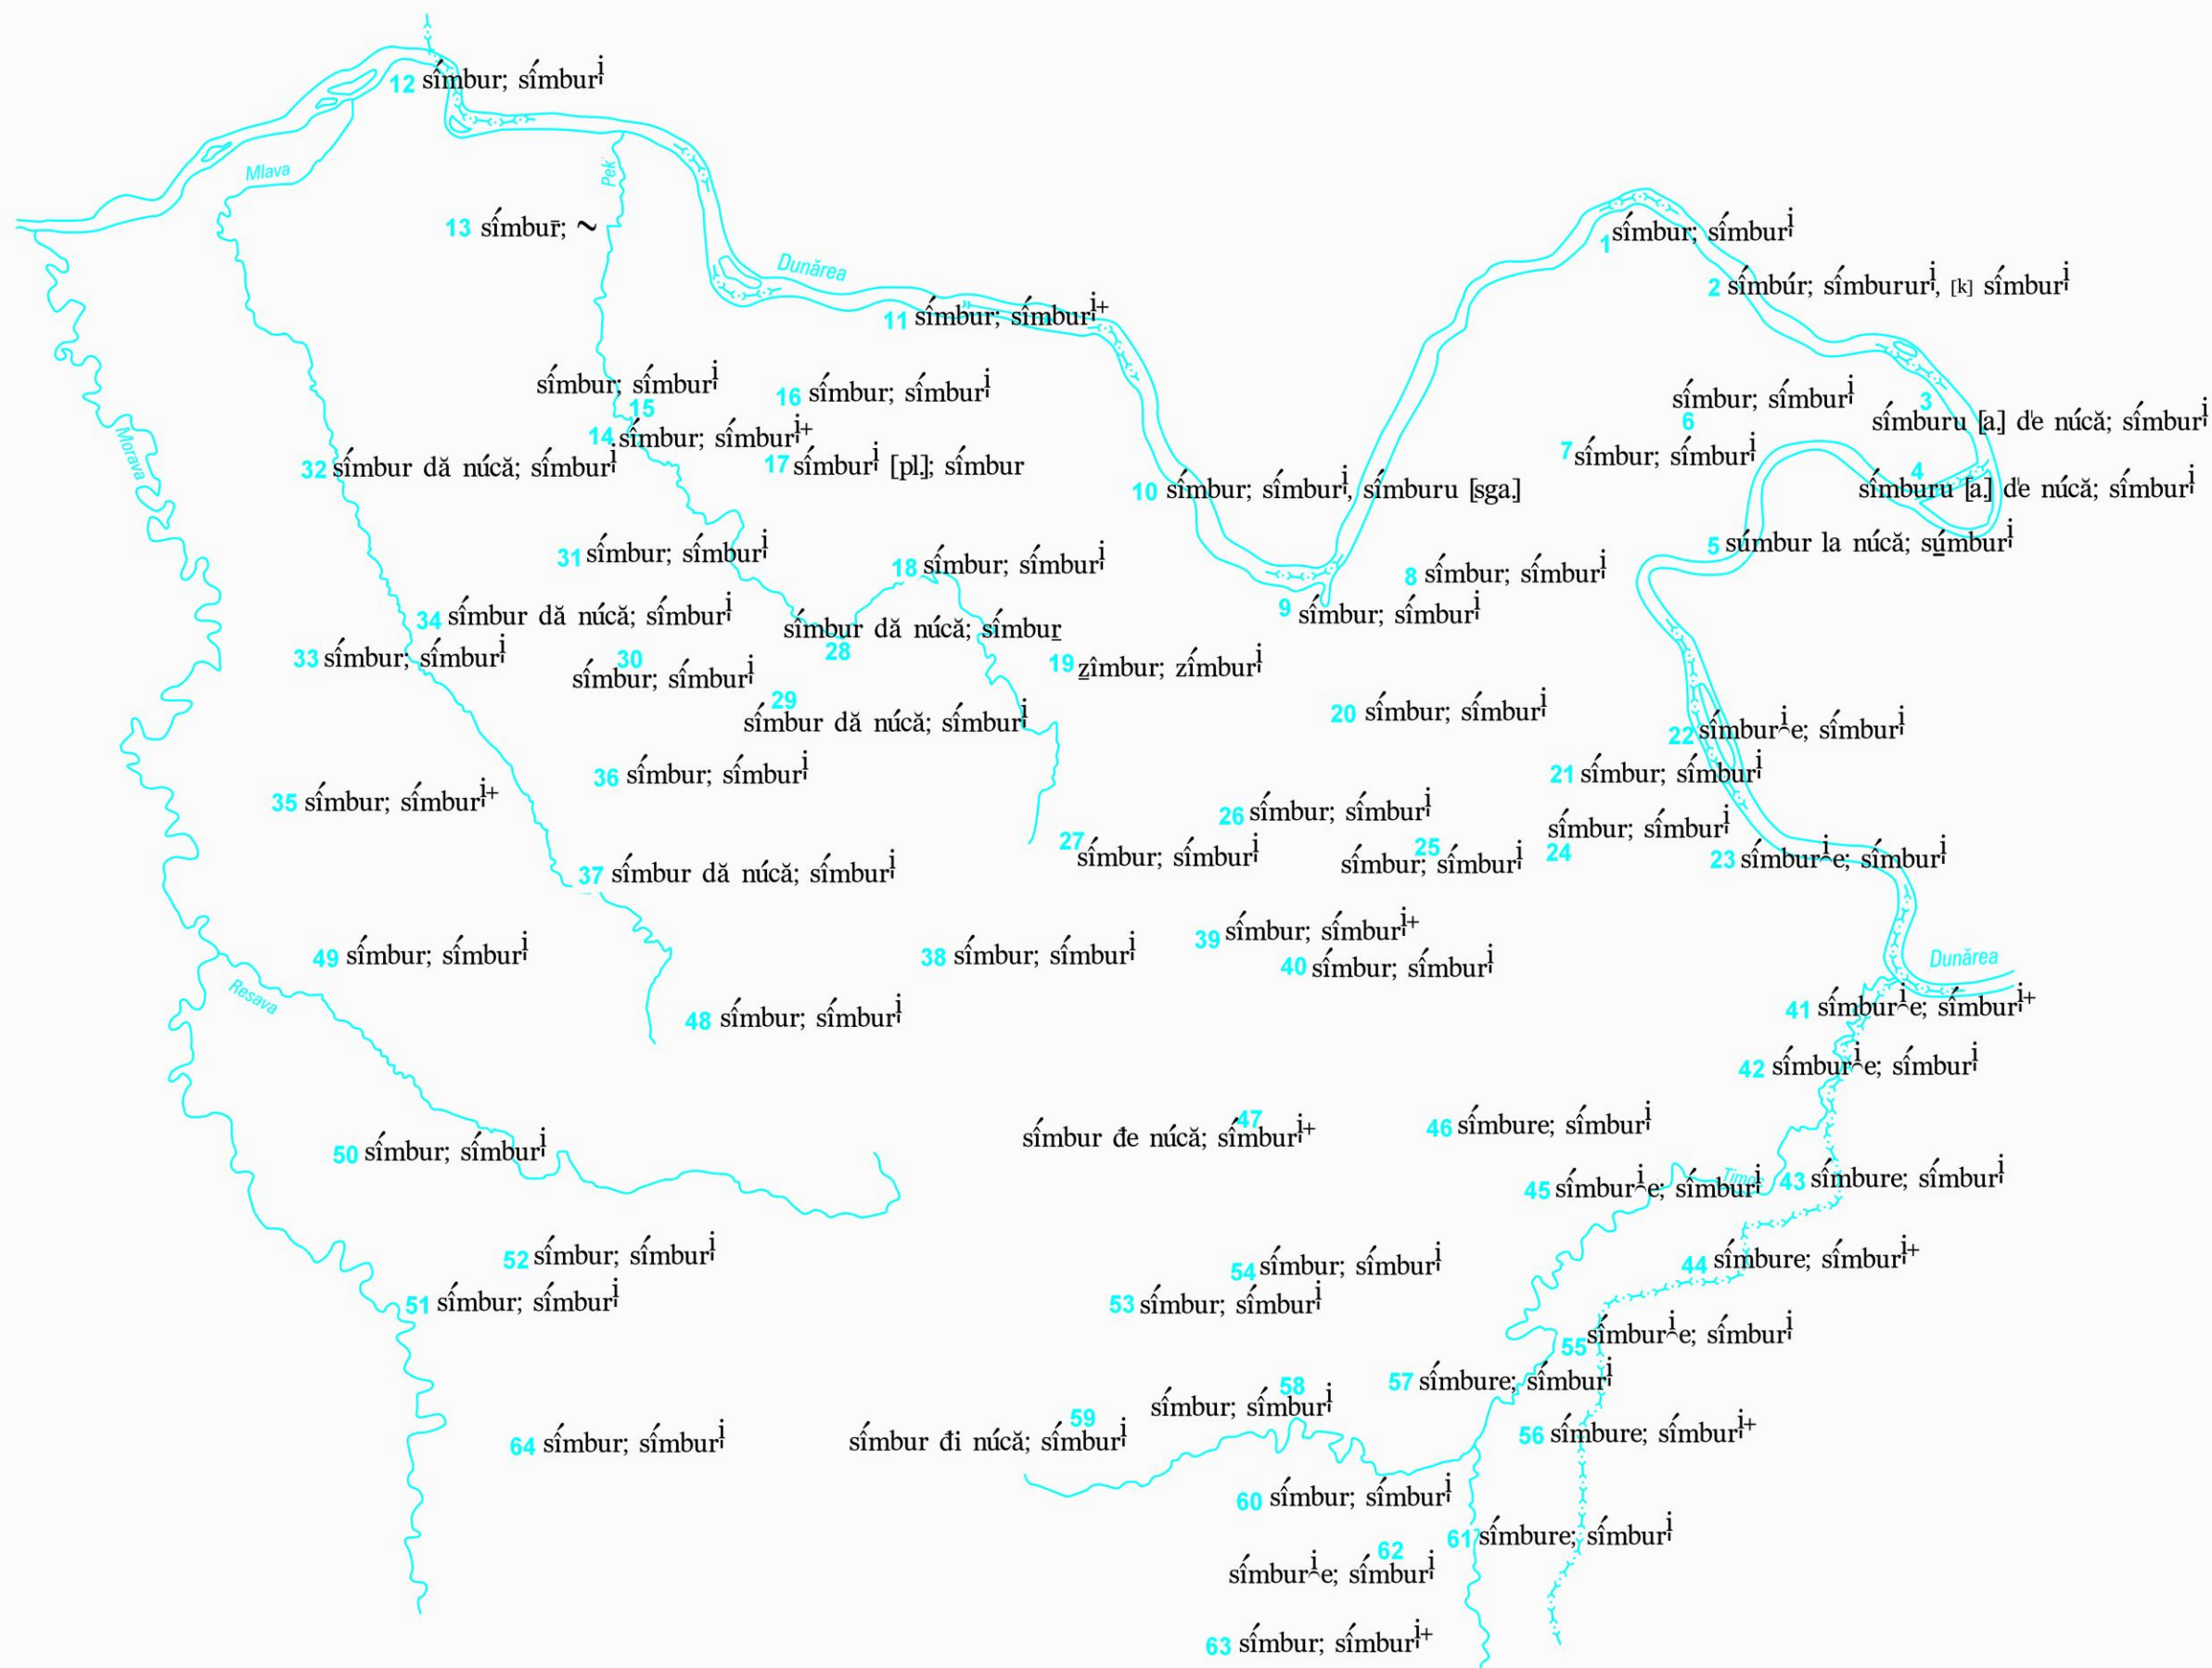 12 sî́mbur; sî́mburⁱ
Mlava
Pek
13 sî́mbur̄; ~
1 sî́mbur; sî́mburⁱ
Dunărea
2 sî́mbúr; sî́mbururⁱ, [k] sî́mburⁱ
11 sî́mbur; sî́mburⁱ⁺
sî́mbur; sî́mburⁱ
15
16 sî́mbur; sî́mburⁱ
sî́mbur; sî́mburⁱ
6
3
sî́mburu [a.] d'e núcă; sî́mburⁱ
14 sî́mbur; sî́mburⁱ⁺
Morava
32 sî́mbur dă núcă; sî́mburⁱ
17 sî́mburⁱ [pl.]; sî́mbur
7 sî́mbur; sî́mburⁱ
10 sî́mbur; sî́mburⁱ, sî́mburu [sga.]
4
sî́mburu [a.] d'e núcă; sî́mburⁱ
5 súmbur la núcă; sú̲mburⁱ
31 sî́mbur; sî́mburⁱ
18 sî́mbur; sî́mburⁱ
8 sî́mbur; sî́mburⁱ
9 sî́mbur; sî́mburⁱ
34 sî́mbur dă núcă; sî́mburⁱ
sî́mbur dă núcă; sî́mbur̲
28
33 sî́mbur; sî́mburⁱ
30
sî́mbur; sî́mburⁱ
19 z̲îmbur; zî́mburⁱ
29
sî́mbur dă núcă; sî́mburⁱ
20 sî́mbur; sî́mburⁱ
22 sî́mburⁱ͜e; sî́mburⁱ
36 sî́mbur; sî́mburⁱ
21 sî́mbur; sî́mburⁱ
35 sî́mbur; sî́mburⁱ⁺
26 sî́mbur; sî́mburⁱ
sî́mbur; sî́mburⁱ
24
27
sî́mbur; sî́mburⁱ
25
sî́mbur; sî́mburⁱ
23 sî́mburⁱ͜e; sî́mburⁱ
37 sî́mbur dă núcă; sî́mburⁱ
39 sî́mbur; sî́mburⁱ⁺
49 sî́mbur; sî́mburⁱ
38 sî́mbur; sî́mburⁱ
40 sî́mbur; sî́mburⁱ
Dunărea
Resava
41 sî́mburⁱ͜e; sî́mburⁱ⁺
48 sî́mbur; sî́mburⁱ
42 sî́mburⁱ͜e; sî́mburⁱ
47
sî́mbur đe núcă; sî́mburⁱ⁺
46 sî́mbure; sî́mburⁱ
50 sî́mbur; sî́mburⁱ
Timoc
43 sî́mbure; sî́mburⁱ
45 sî́mburⁱ͜e; sî́mburⁱ
52 sî́mbur; sî́mburⁱ
54 sî́mbur; sî́mburⁱ
44 sî́mbure; sî́mburⁱ⁺
51 sî́mbur; sî́mburⁱ
53 sî́mbur; sî́mburⁱ
55 sî́mburⁱ͜e; sî́mburⁱ
57 sî́mbure; sî́mburⁱ
58
sî́mbur; sî́mburⁱ
59
sî́mbur đi núcă; sî́mburⁱ
56 sî́mbure; sî́mburⁱ⁺
64 sî́mbur; sî́mburⁱ
60 sî́mbur; sî́mburⁱ
61 sî́mbure; sî́mburⁱ
62
sî́mburⁱ͜e; sî́mburⁱ
63 sî́mbur; sî́mburⁱ⁺